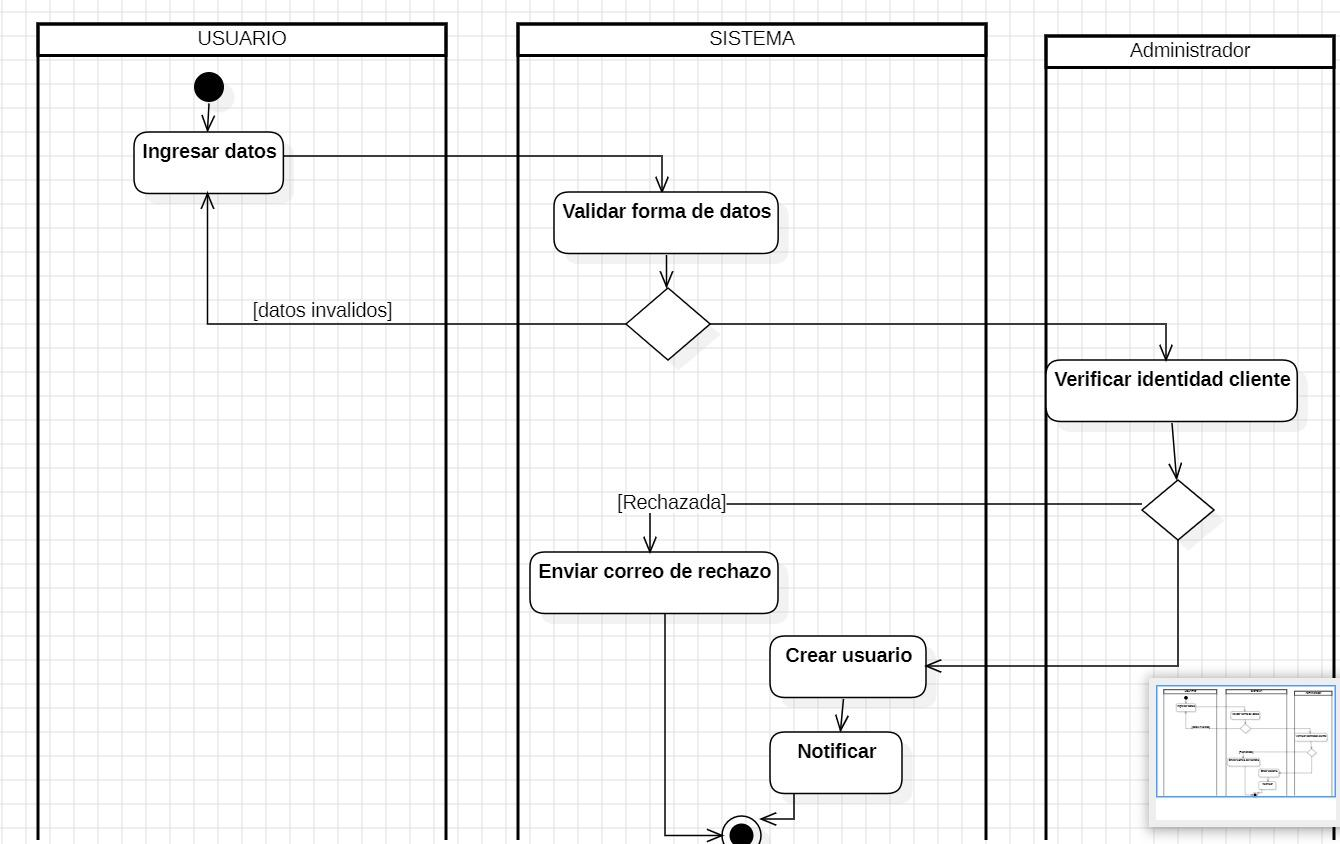 USUARIO
SISTEMA
Administrador
Ingresar datos
Validar forma de datos
[datos invalidos]
Verificar identidad cliente
[Rechazada]
Enviar correo de rechazo
Crear usuario
Notificar